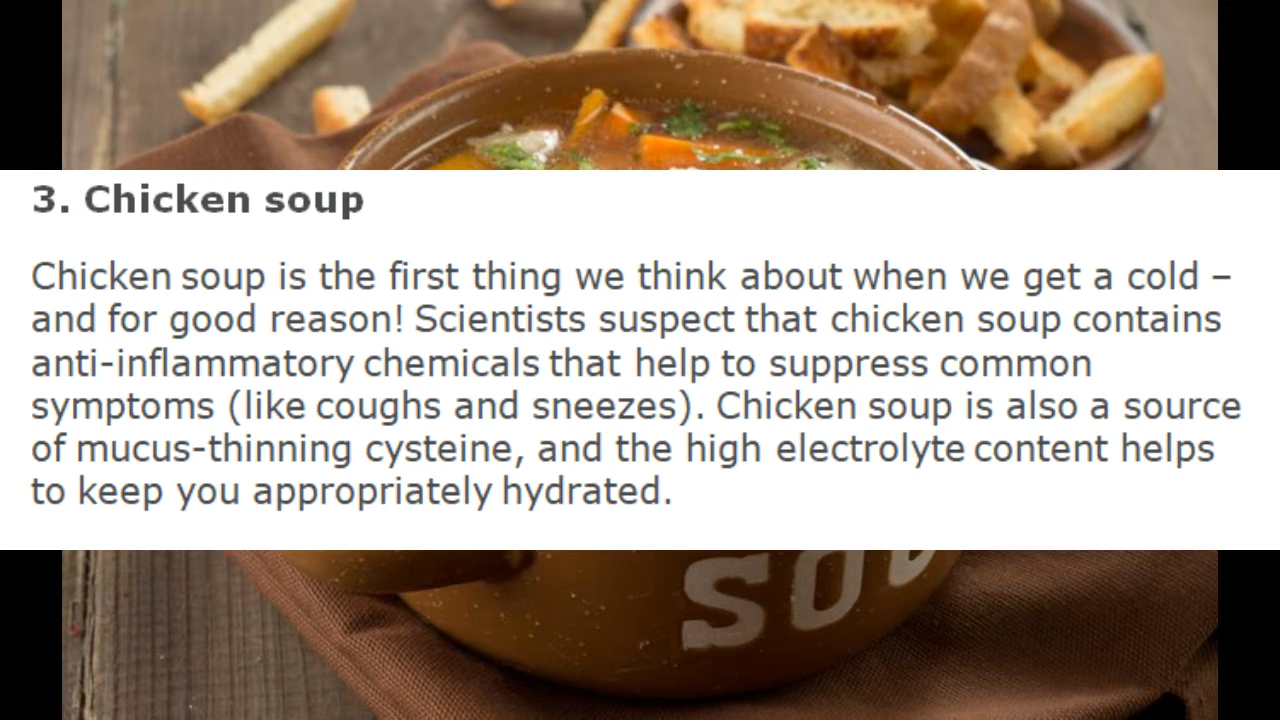 3. Chicken soup
Chicken soup is the first thing we think about when we get a cold –
and for good reason! Scientists suspect that chicken soup contains
anti-inflammatory chemicals that help to suppress common
symptoms (like coughs and sneezes). Chicken soup is also a source
of mucus-thinning cysteine, and the high electrolyte content helps
to keep you appropriately hydrated.